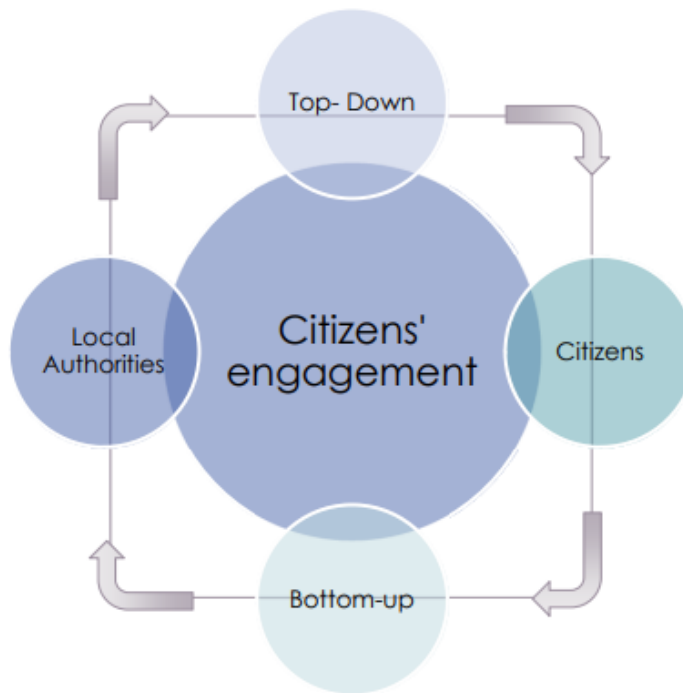 Top- Down
Local
Authorities
Citizens'
engagement
Citizens
Bottom-up